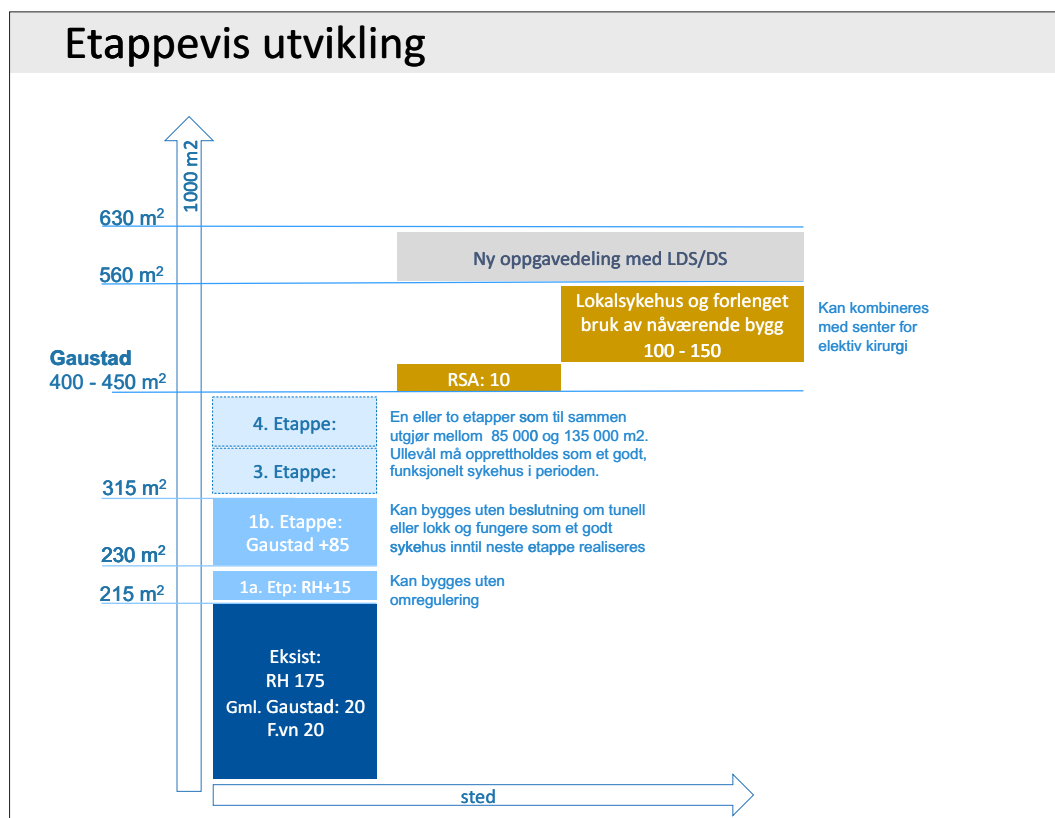 Etappevis utvikling
1000 m2
630 m²
Ny oppgavedeling med LDS/DS
560 m²
Lokalsykehus og forlenget
bruk av nåværende bygg
100 - 150
Kan kombineres
med senter for
elektiv kirurgi
Gaustad
400 - 450 m²
RSA: 10
4. Etappe:
3. Etappe:
En eller to etapper som til sammen
utgjør mellom 85 000 og 135 000 m2.
Ullevål må opprettholdes som et godt,
funksjonelt sykehus i perioden.
315 m²
1b. Etappe:
Gaustad +85
Kan bygges uten beslutning om tunell
eller lokk og fungere som et godt
sykehus inntil neste etappe realiseres
230 m²
1a. Etp: RH+15
Kan bygges uten
omregulering
215 m²
Eksist:
RH 175
Gml. Gaustad: 20
F.vn 20
sted